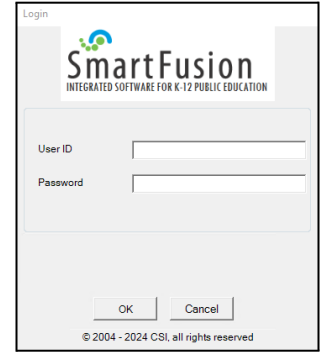 Login
SmartFusion
INTEGRATED SOFTWARE FOR K-12 PUBLIC EDUCATION
User ID
Password
OK
Cancel
© 2004 - 2024 CSI, all rights reserved